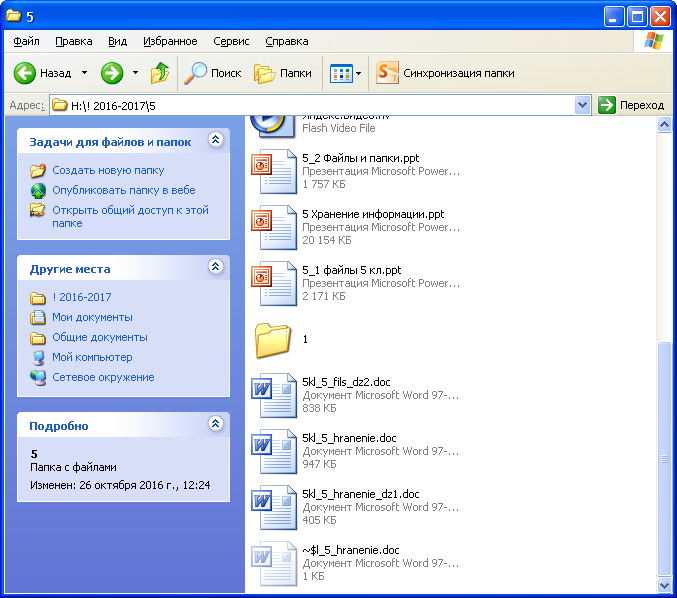 5
Файл Правка Вид Избранное Сервис Справка
Назад Поиск Папки Синхронизация папки
Адрес: H:\! 2016-2017\5 Переход
Задачи для файлов и папок
Создать новую папку
Опубликовать папку в вебе
Открыть общий доступ к этой
папке
Другие места
! 2016-2017
Мои документы
Общие документы
Мой компьютер
Сетевое окружение
Подробно
5
Папка с файлами
Изменен: 26 октября 2016 г., 12:24
Flash Video File
5_2 Файлы и папки.ppt
Презентация Microsoft Power...
1 757 КБ
5 Хранение информации.ppt
Презентация Microsoft Power...
20 154 КБ
5_1 файлы 5 кл.ppt
Презентация Microsoft Power...
2 171 КБ
1
5kl_5_fils_dz2.doc
Документ Microsoft Word 97-...
838 КБ
5kl_5_hranenie.doc
Документ Microsoft Word 97-...
947 КБ
5kl_5_hranenie_dz1.doc
Документ Microsoft Word 97-...
405 КБ
~$l_5_hranenie.doc
Документ Microsoft Word 97-...
1 КБ